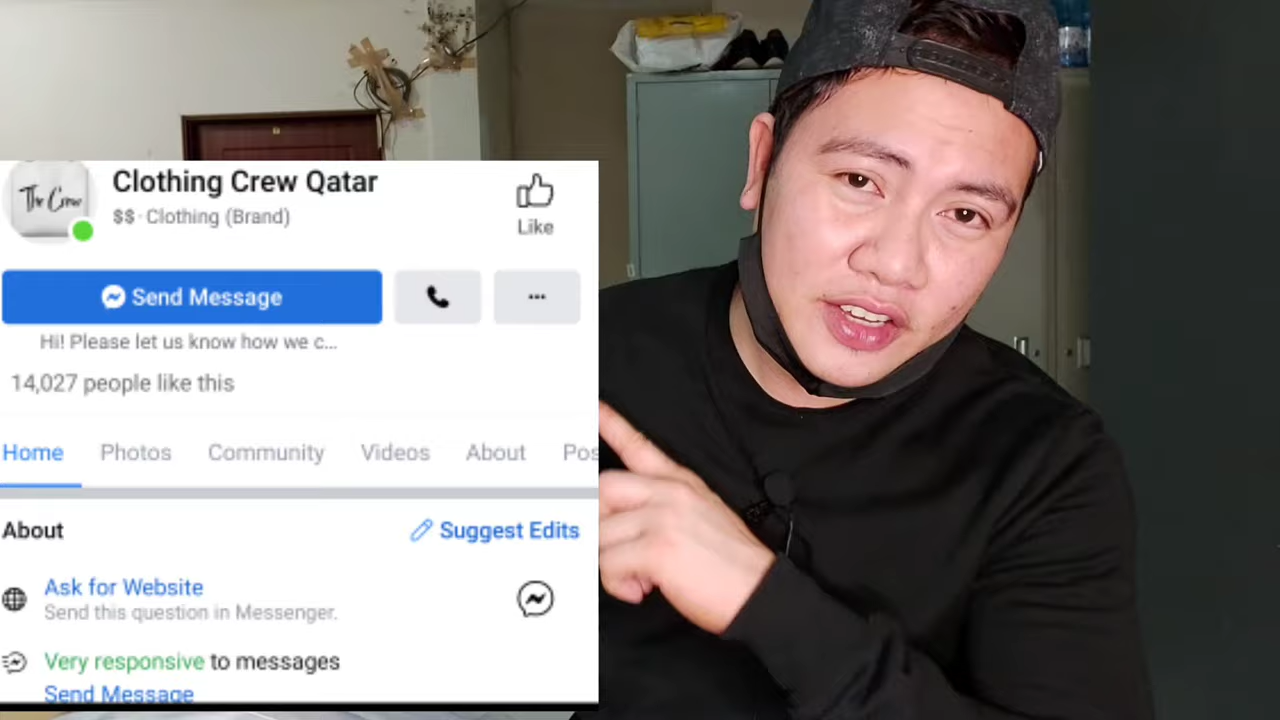 The Crew
Clothing Crew Qatar
$$ · Clothing (Brand)
Like
Send Message
...
Hi! Please let us know how we c...
14,027 people like this
Home Photos Community Videos About Pos
About
Suggest Edits
Ask for Website
Send this question in Messenger.
Very responsive to messages
Send Message